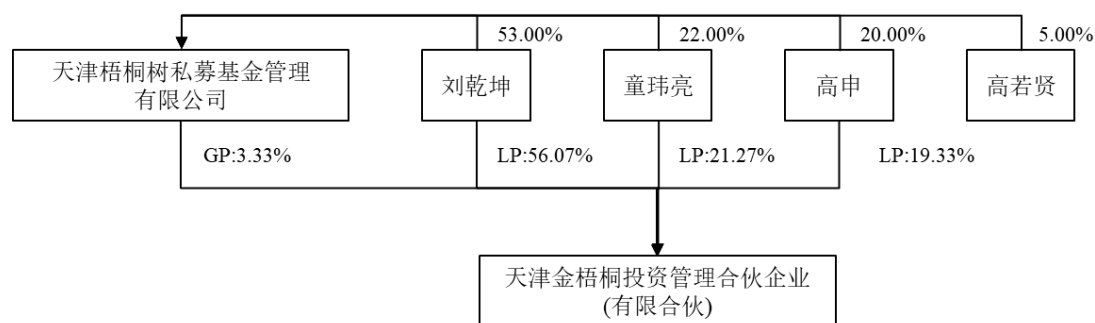 53.00%
22.00%
20.00%
5.00%
天津梧桐树私募基金管理
有限公司
刘乾坤
童玮亮
高申
高若贤
GP:3.33%
LP:56.07%
LP:21.27%
LP:19.33%
天津金梧桐投资管理合伙企业
(有限合伙)